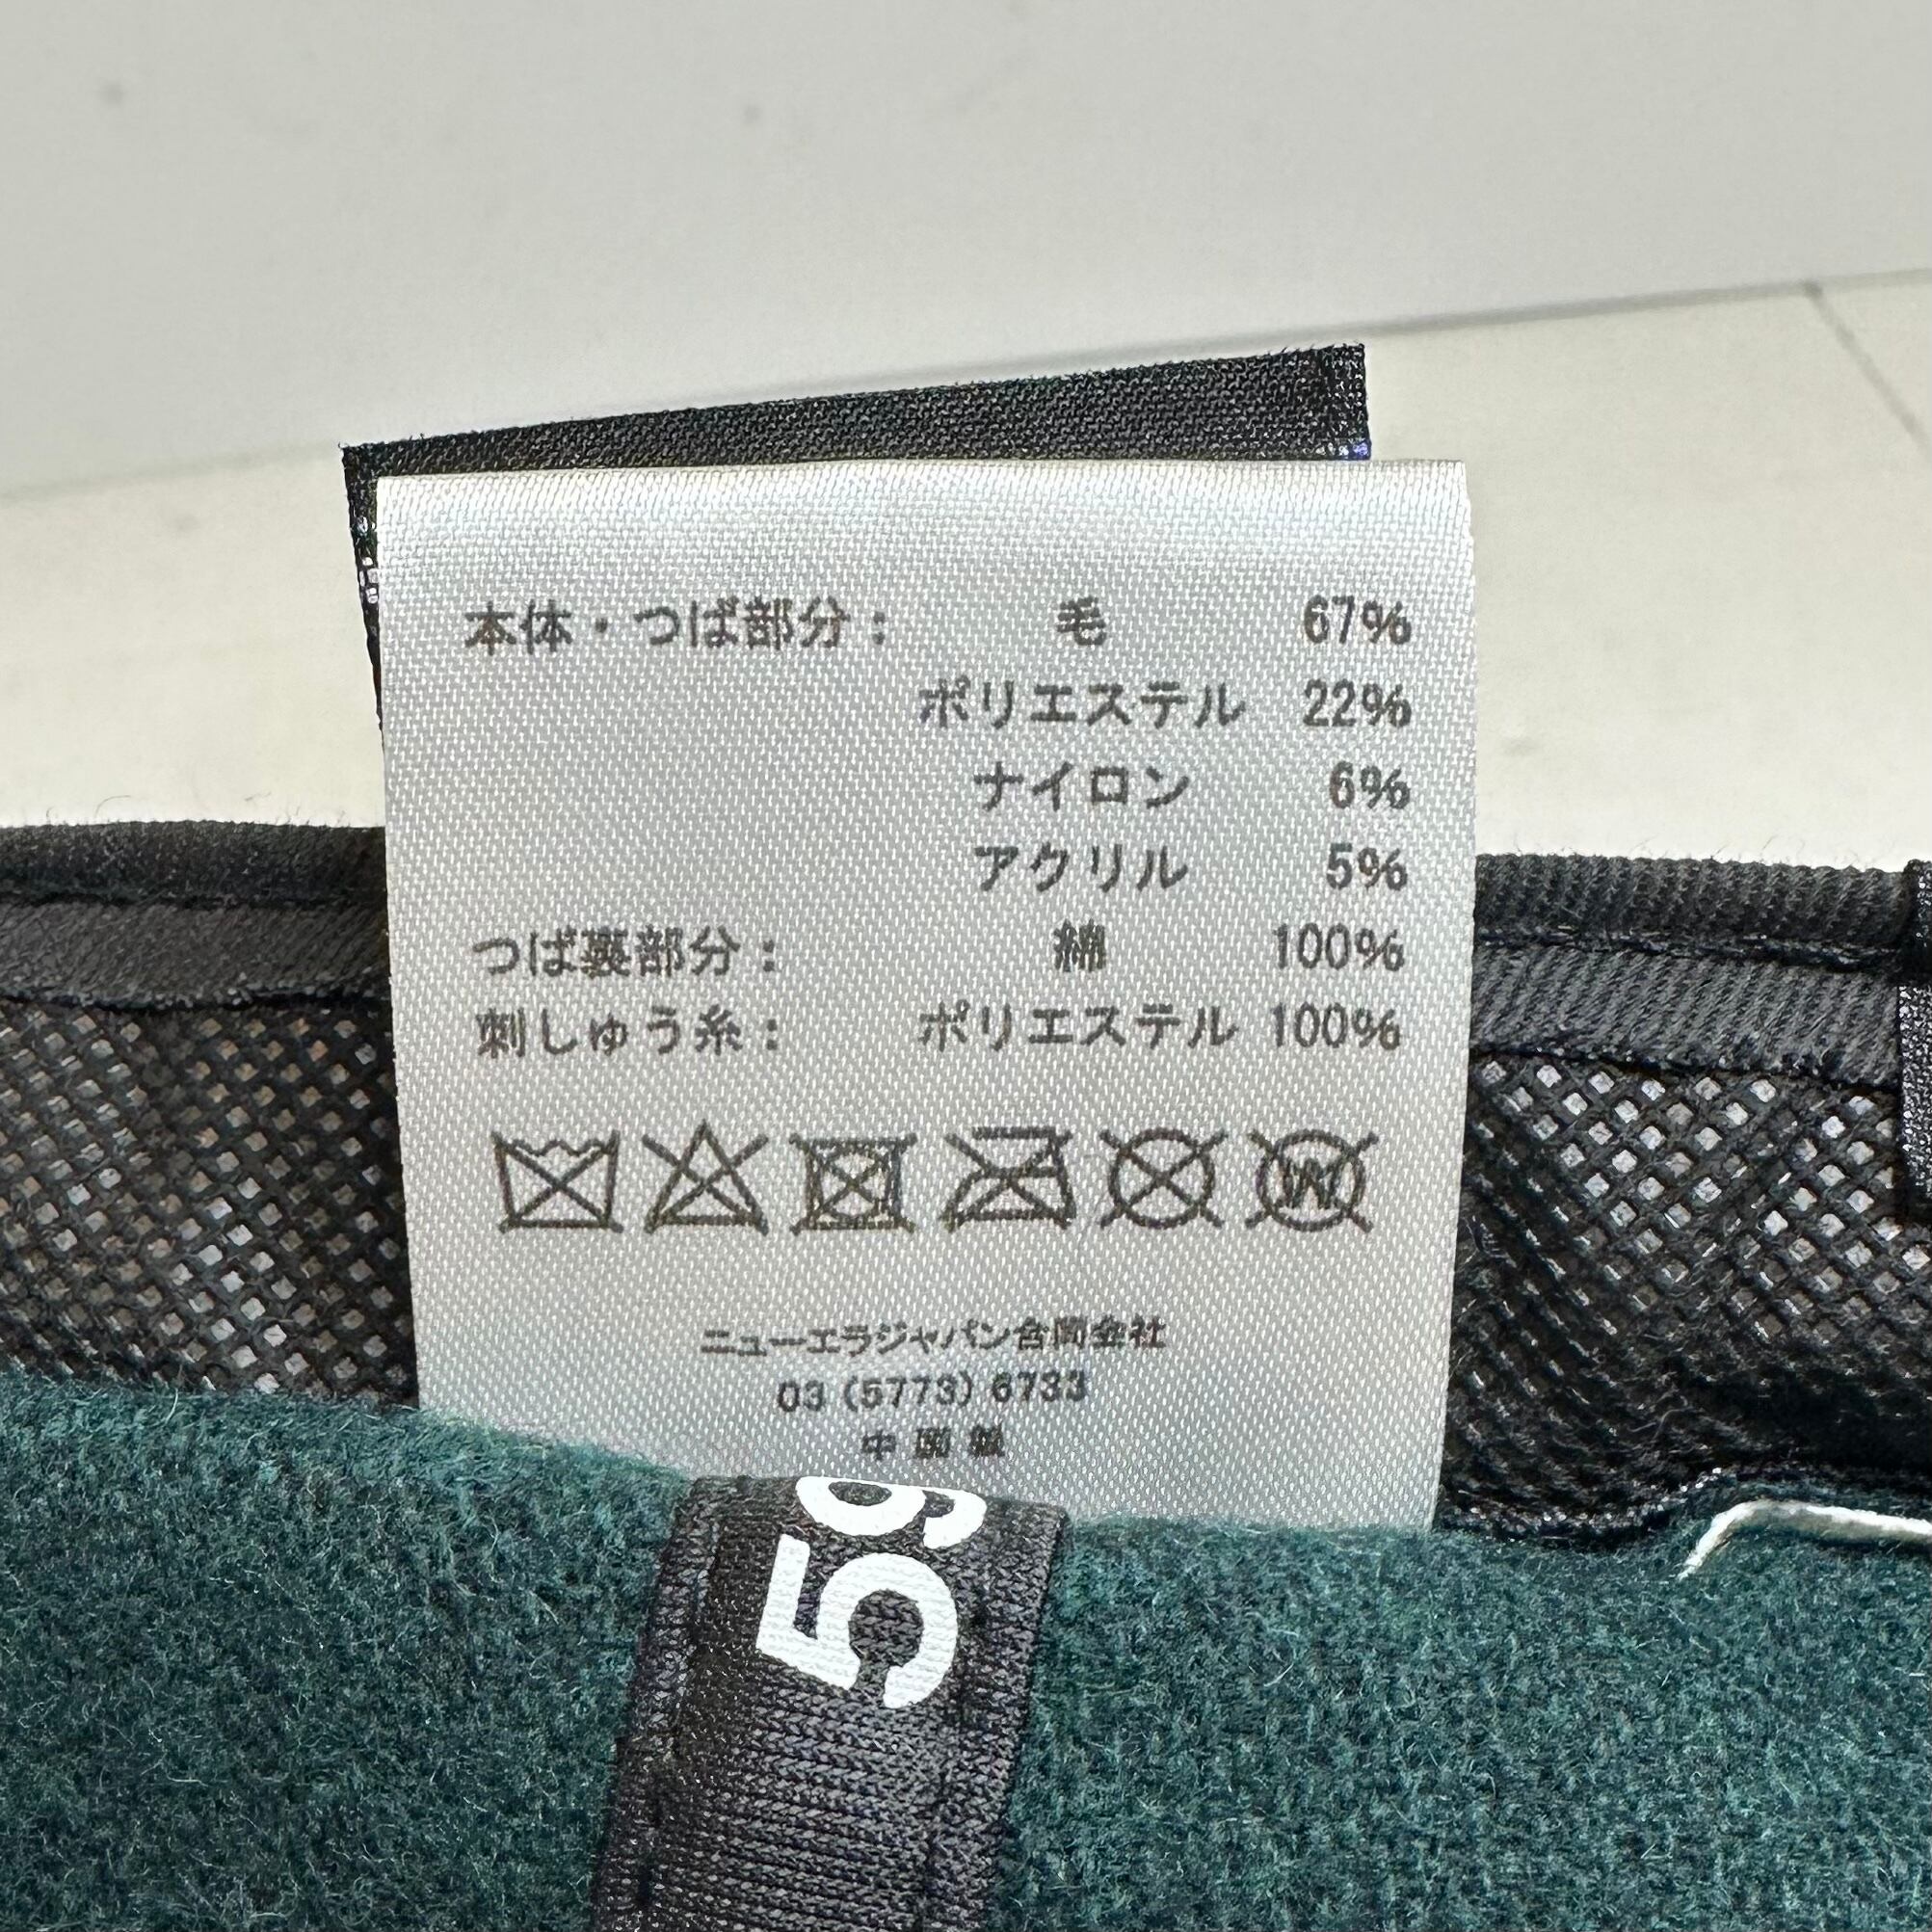 本体・つば部分: 毛 67%
ポリエステル 22%
ナイロン 6%
アクリル 5%
つば裏部分: 綿 100%
刺しゅう糸: ポリエステル 100%
W
ニューエラジャパン合同会社
03 (5773) 6733
中国製
59